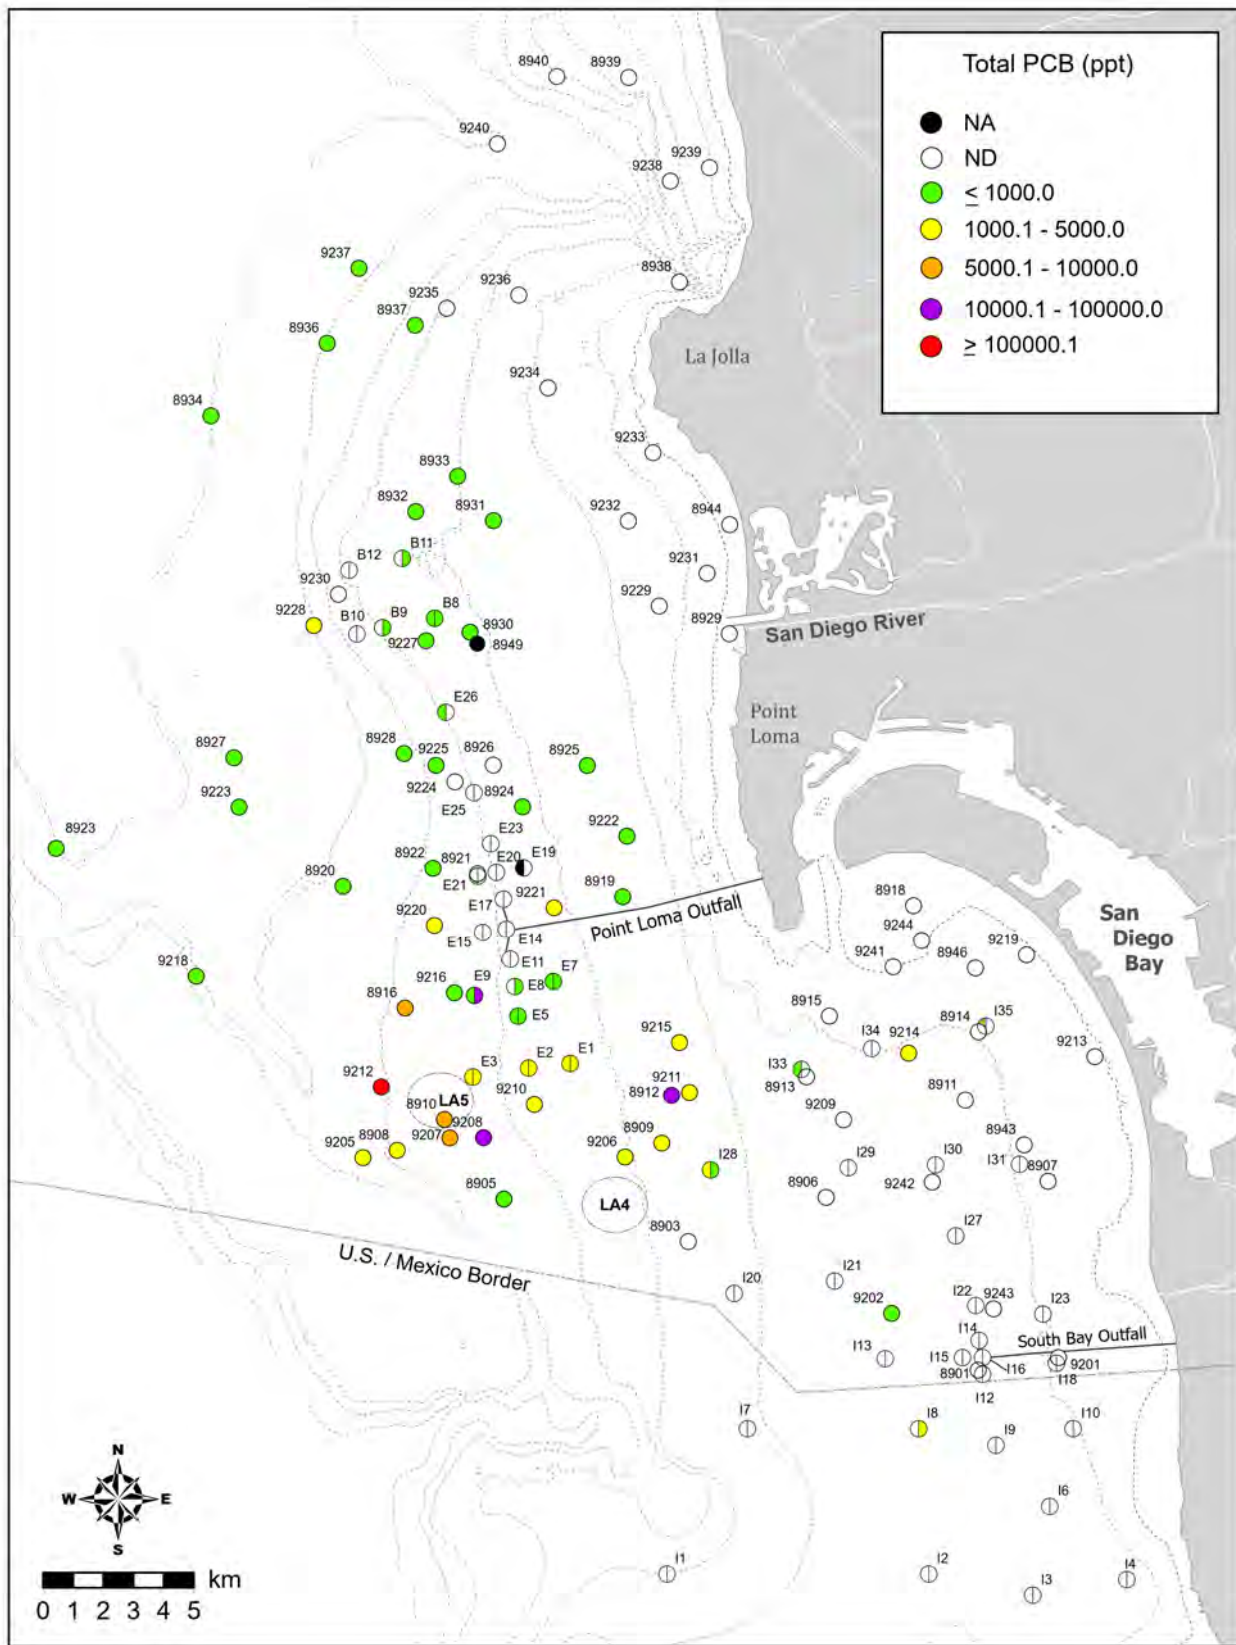 Total PCB (ppt)
NA
ND
≤ 1000.0
1000.1 - 5000.0
5000.1 - 10000.0
10000.1 - 100000.0
≥ 100000.1
8940
8939
9240
9238
9239
9237
8938
9236
9235
8937
8936
La Jolla
9234
8934
9233
8933
8932
8931
9232
8944
B11
B12
9231
9230
9229
9228
B10
B9
B8
8930
8929
San Diego River
9227
8949
E26
Point
Loma
8928
9225
8926
8925
8927
9224
8924
E25
9223
9222
E23
8923
8922
8921
E20
E19
8920
E21
8919
E17
9221
8918
9220
Point Loma Outfall
San
Diego
Bay
E15
E14
9244
9241
8946
9219
E11
9218
9216
E9
E8
E7
8916
E5
8915
8914
I35
9215
I34
9214
9213
E3
E2
E1
I33
8913
9212
9211
8912
LA5
9210
8911
8910
9209
9207
9208
8909
8943
9205
8908
9206
I28
I29
I30
I31
8907
8905
8906
9242
LA4
8903
I27
U.S. / Mexico Border
I20
I21
9202
I22
9243
I23
I14
South Bay Outfall
I13
I15
I16
9201
8901
I18
I12
I7
I8
I9
I10
N
W
E
S
I6
I1
I2
I3
I4
km
0 1 2 3 4 5